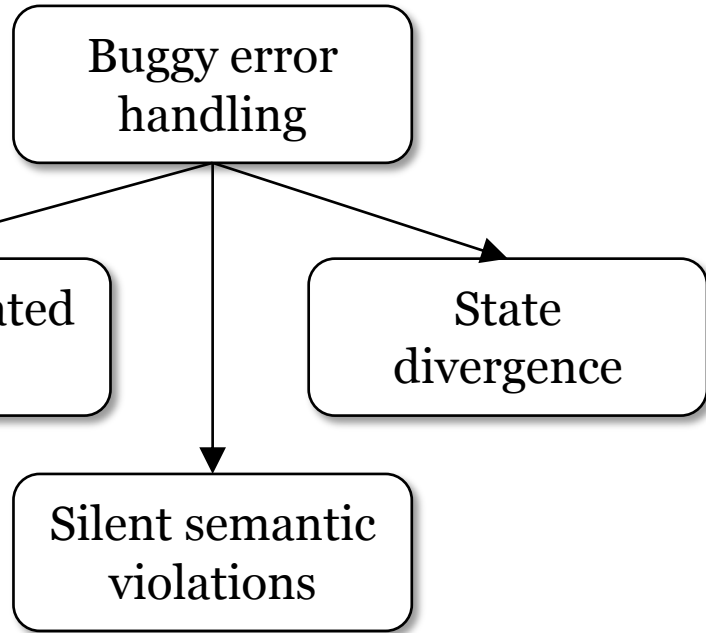 Buggy error
handling
State
divergence
Silent semantic
violations